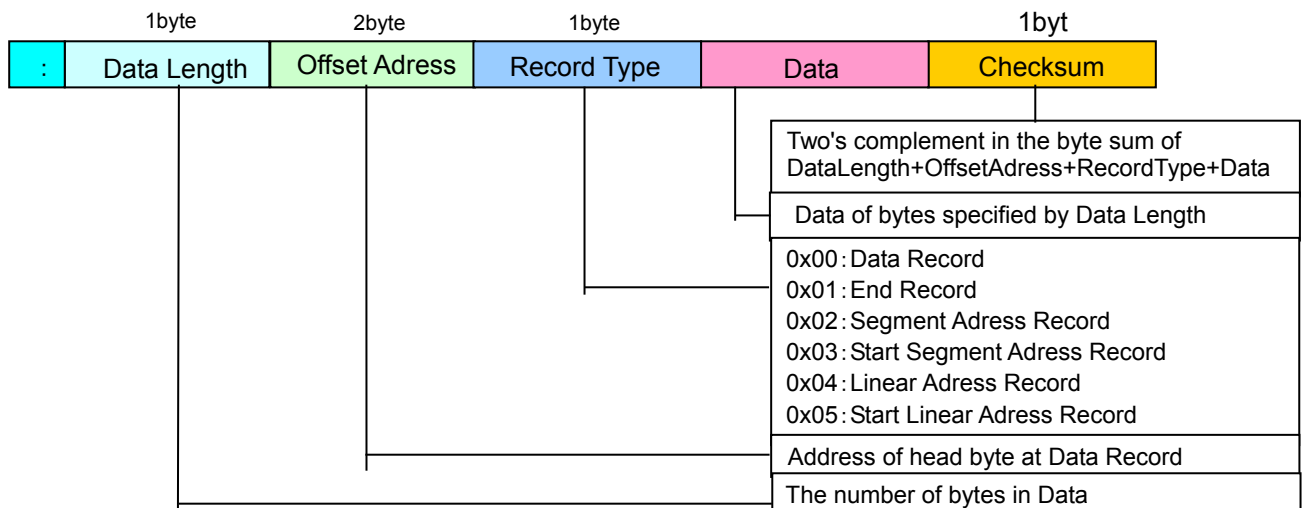 1byte 2byte 1byte 1byt
: Data Length Offset Adress Record Type Data Checksum
Two's complement in the byte sum of
DataLength+OffsetAdress+RecordType+Data
Data of bytes specified by Data Length
0x00:Data Record
0x01:End Record
0x02:Segment Adress Record
0x03:Start Segment Adress Record
0x04:Linear Adress Record
0x05:Start Linear Adress Record
Address of head byte at Data Record
The number of bytes in Data